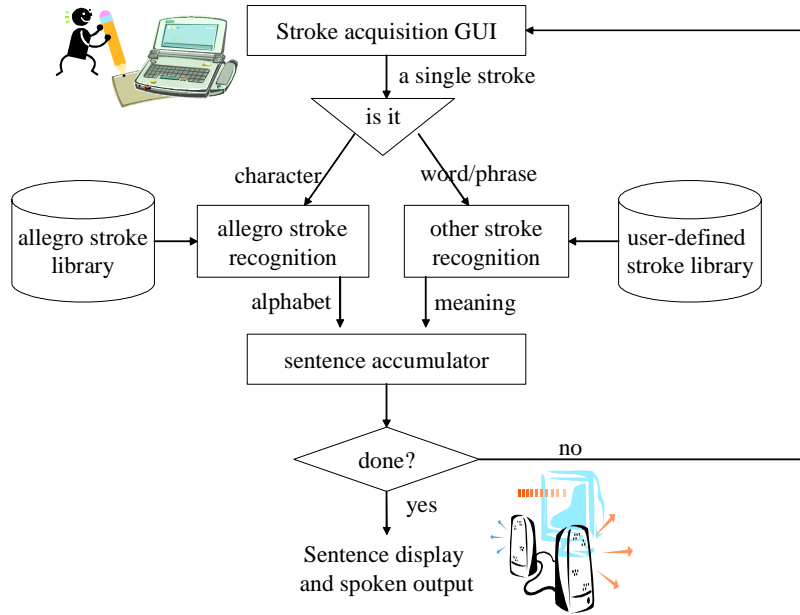 Stroke acquisition GUI
a single stroke
is it
character
word/phrase
allegro stroke
library
allegro stroke
recognition
other stroke
recognition
user-defined
stroke library
alphabet
meaning
sentence accumulator
done?
no
yes
Sentence display
and spoken output